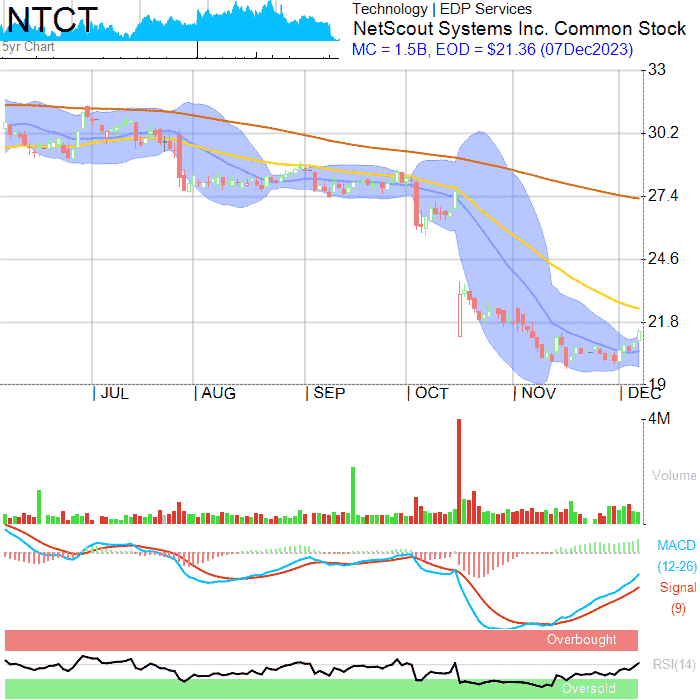 NTCT
5yr Chart
Technology | EDP Services
NetScout Systems Inc. Common Stock
MC = 1.5B, EOD = $21.36 (07Dec2023)
33
30.2
27.4
24.6
21.8
19
JUL
AUG
SEP
OCT
NOV
DEC
4M
Volume
MACD
(12-26)
Signal
(9)
Overbought
RSI(14)
Oversold